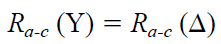 R_{a-c} (Y) = R_{a-c} (Δ)